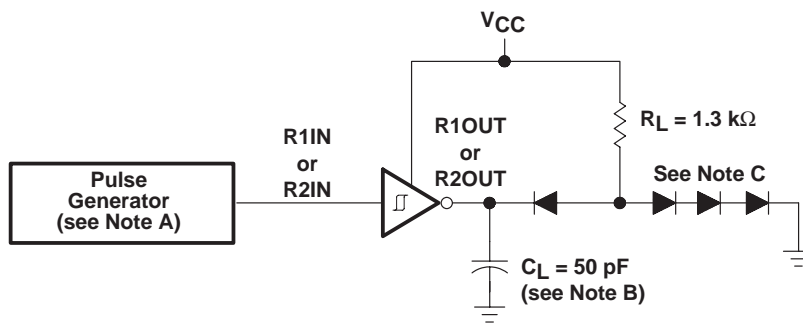 VCC
RL = 1.3 kΩ
R1IN
or
R2IN
R1OUT
or
R2OUT
See Note C
Pulse
Generator
(see Note A)
CL = 50 pF
(see Note B)